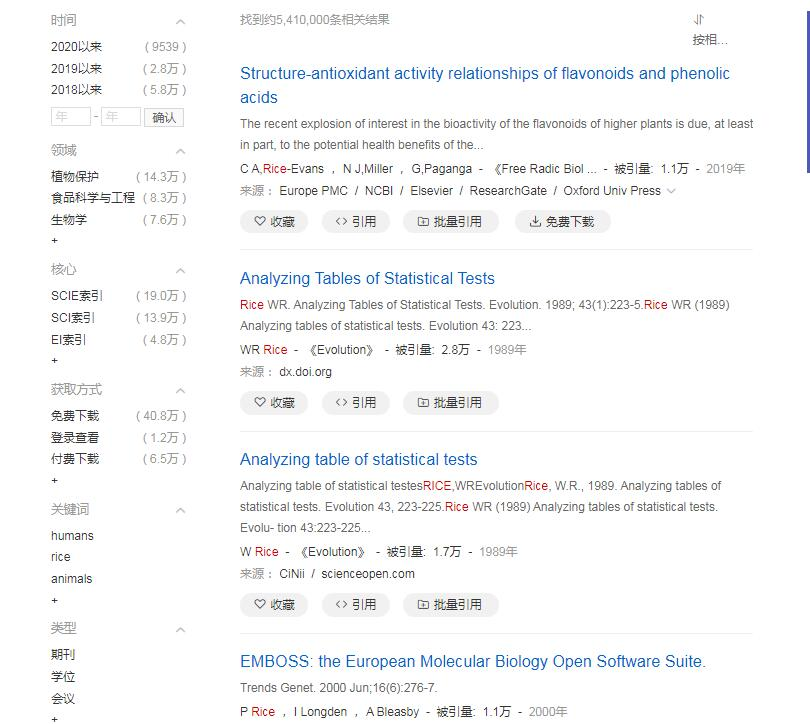 时间
2020以来 ( 9539 )
2019以来 ( 2.8万 )
2018以来 ( 5.8万 )
年 - 年 确认
领域
植物保护 ( 14.3万 )
食品科学与工程 ( 8.3万 )
生物学 ( 7.6万 )
+
核心
SCIE索引 ( 19.0万 )
SCI索引 ( 13.9万 )
EI索引 ( 4.8万 )
+
获取方式
免费下载 ( 40.8万 )
登录查看 ( 1.2万 )
付费下载 ( 6.5万 )
+
关键词
humans
rice
animals
+
类型
期刊
学位
会议
+
找到约5,410,000条相关结果
按相...
Structure-antioxidant activity relationships of flavonoids and phenolic
acids
The recent explosion of interest in the bioactivity of the flavonoids of higher plants is due, at least
in part, to the potential health benefits of the...
C A,Rice-Evans , N J,Miller , G,Paganga - 《Free Radic Biol ... - 被引量: 1.1万 - 2019年
来源： Europe PMC / NCBI / Elsevier / ResearchGate / Oxford Univ Press
收藏 <> 引用 批量引用 免费下载
Analyzing Tables of Statistical Tests
Rice WR. Analyzing Tables of Statistical Tests. Evolution. 1989; 43(1):223-5.Rice WR (1989)
Analyzing tables of statistical tests. Evolution 43: 223...
WR Rice - 《Evolution》 - 被引量: 2.8万 - 1989年
来源： dx.doi.org
收藏 <> 引用 批量引用
Analyzing table of statistical tests
Analyzing table of statistical testesRICE,WREvolutionRice, W.R., 1989. Analyzing tables of
statistical tests. Evolution 43, 223-225.Rice WR (1989) Analyzing tables of statistical tests.
Evolu- tion 43:223-225...
W Rice - 《Evolution》 - 被引量: 1.7万 - 1989年
来源： CiNii / scienceopen.com
收藏 <> 引用 批量引用
EMBOSS: the European Molecular Biology Open Software Suite.
Trends Genet. 2000 Jun;16(6):276-7.
P Rice , I Longden , A Bleasby - 被引量: 1.1万 - 2000年